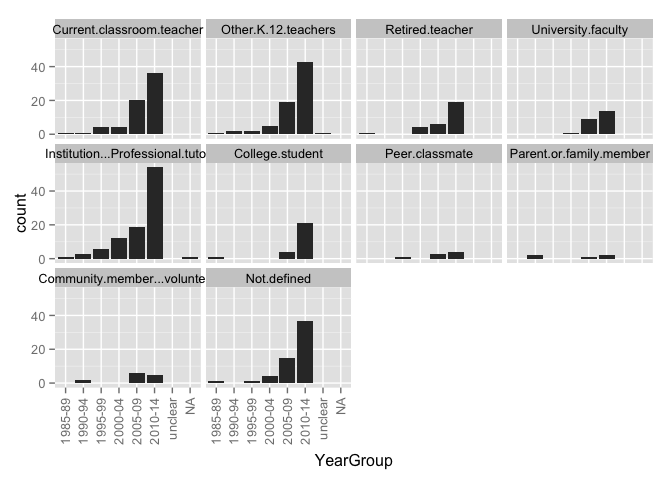 Current.classroom.teacher Other.K.12.teachers Retired.teacher University.faculty
40
20
0
Institution...Professional.tuto College.student Peer.classmate Parent.or.family.member
40
20
0
Community.member...volunte Not.defined
40
20
0
count
1985-89 1990-94 1995-99 2000-04 2005-09 2010-14 unclear NA 1985-89 1990-94 1995-99 2000-04 2005-09 2010-14 unclear NA
YearGroup